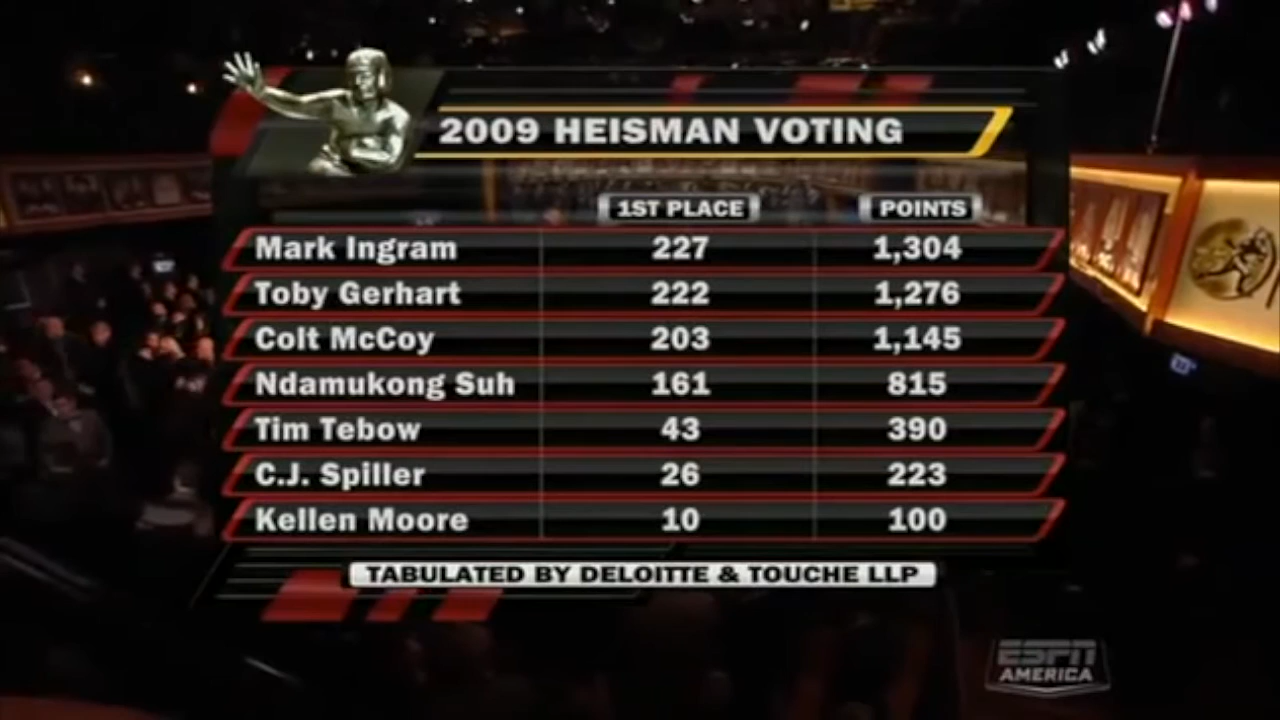 2009 HEISMAN VOTING
1ST PLACE POINTS
Mark Ingram 227 1,304
Toby Gerhart 222 1,276
Colt McCoy 203 1,145
Ndamukong Suh 161 815
Tim Tebow 43 390
C.J. Spiller 26 223
Kellen Moore 10 100
TABULATED BY DELOITTE & TOUCHE LLP
ESPN
AMERICA